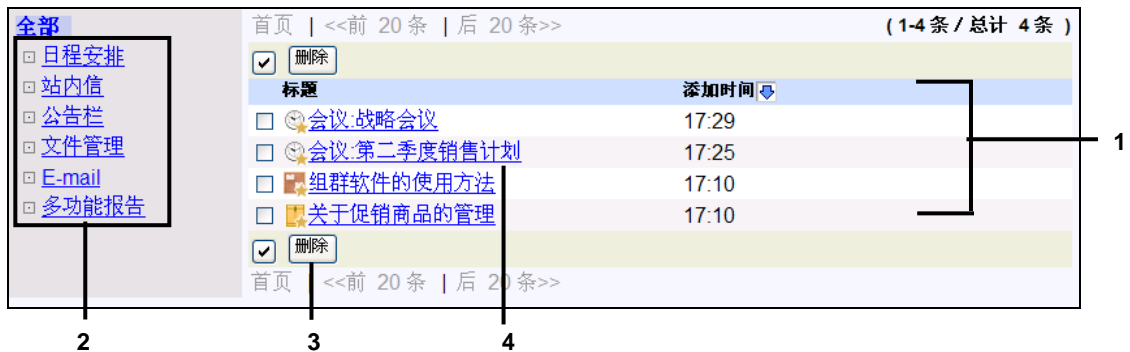 全部
日程安排
站内信
公告栏
文件管理
E-mail
多功能报告
首页 | <<前 20 条 | 后 20 条>> ( 1-4 条 / 总计 4 条 )
删除
标题 添加时间
会议:战略会议 17:29
会议:第二季度销售计划 17:25
组群软件的使用方法 17:10
关于促销商品的管理 17:10
删除
首页 | <<前 20 条 | 后 20 条>>
1
2 3 4